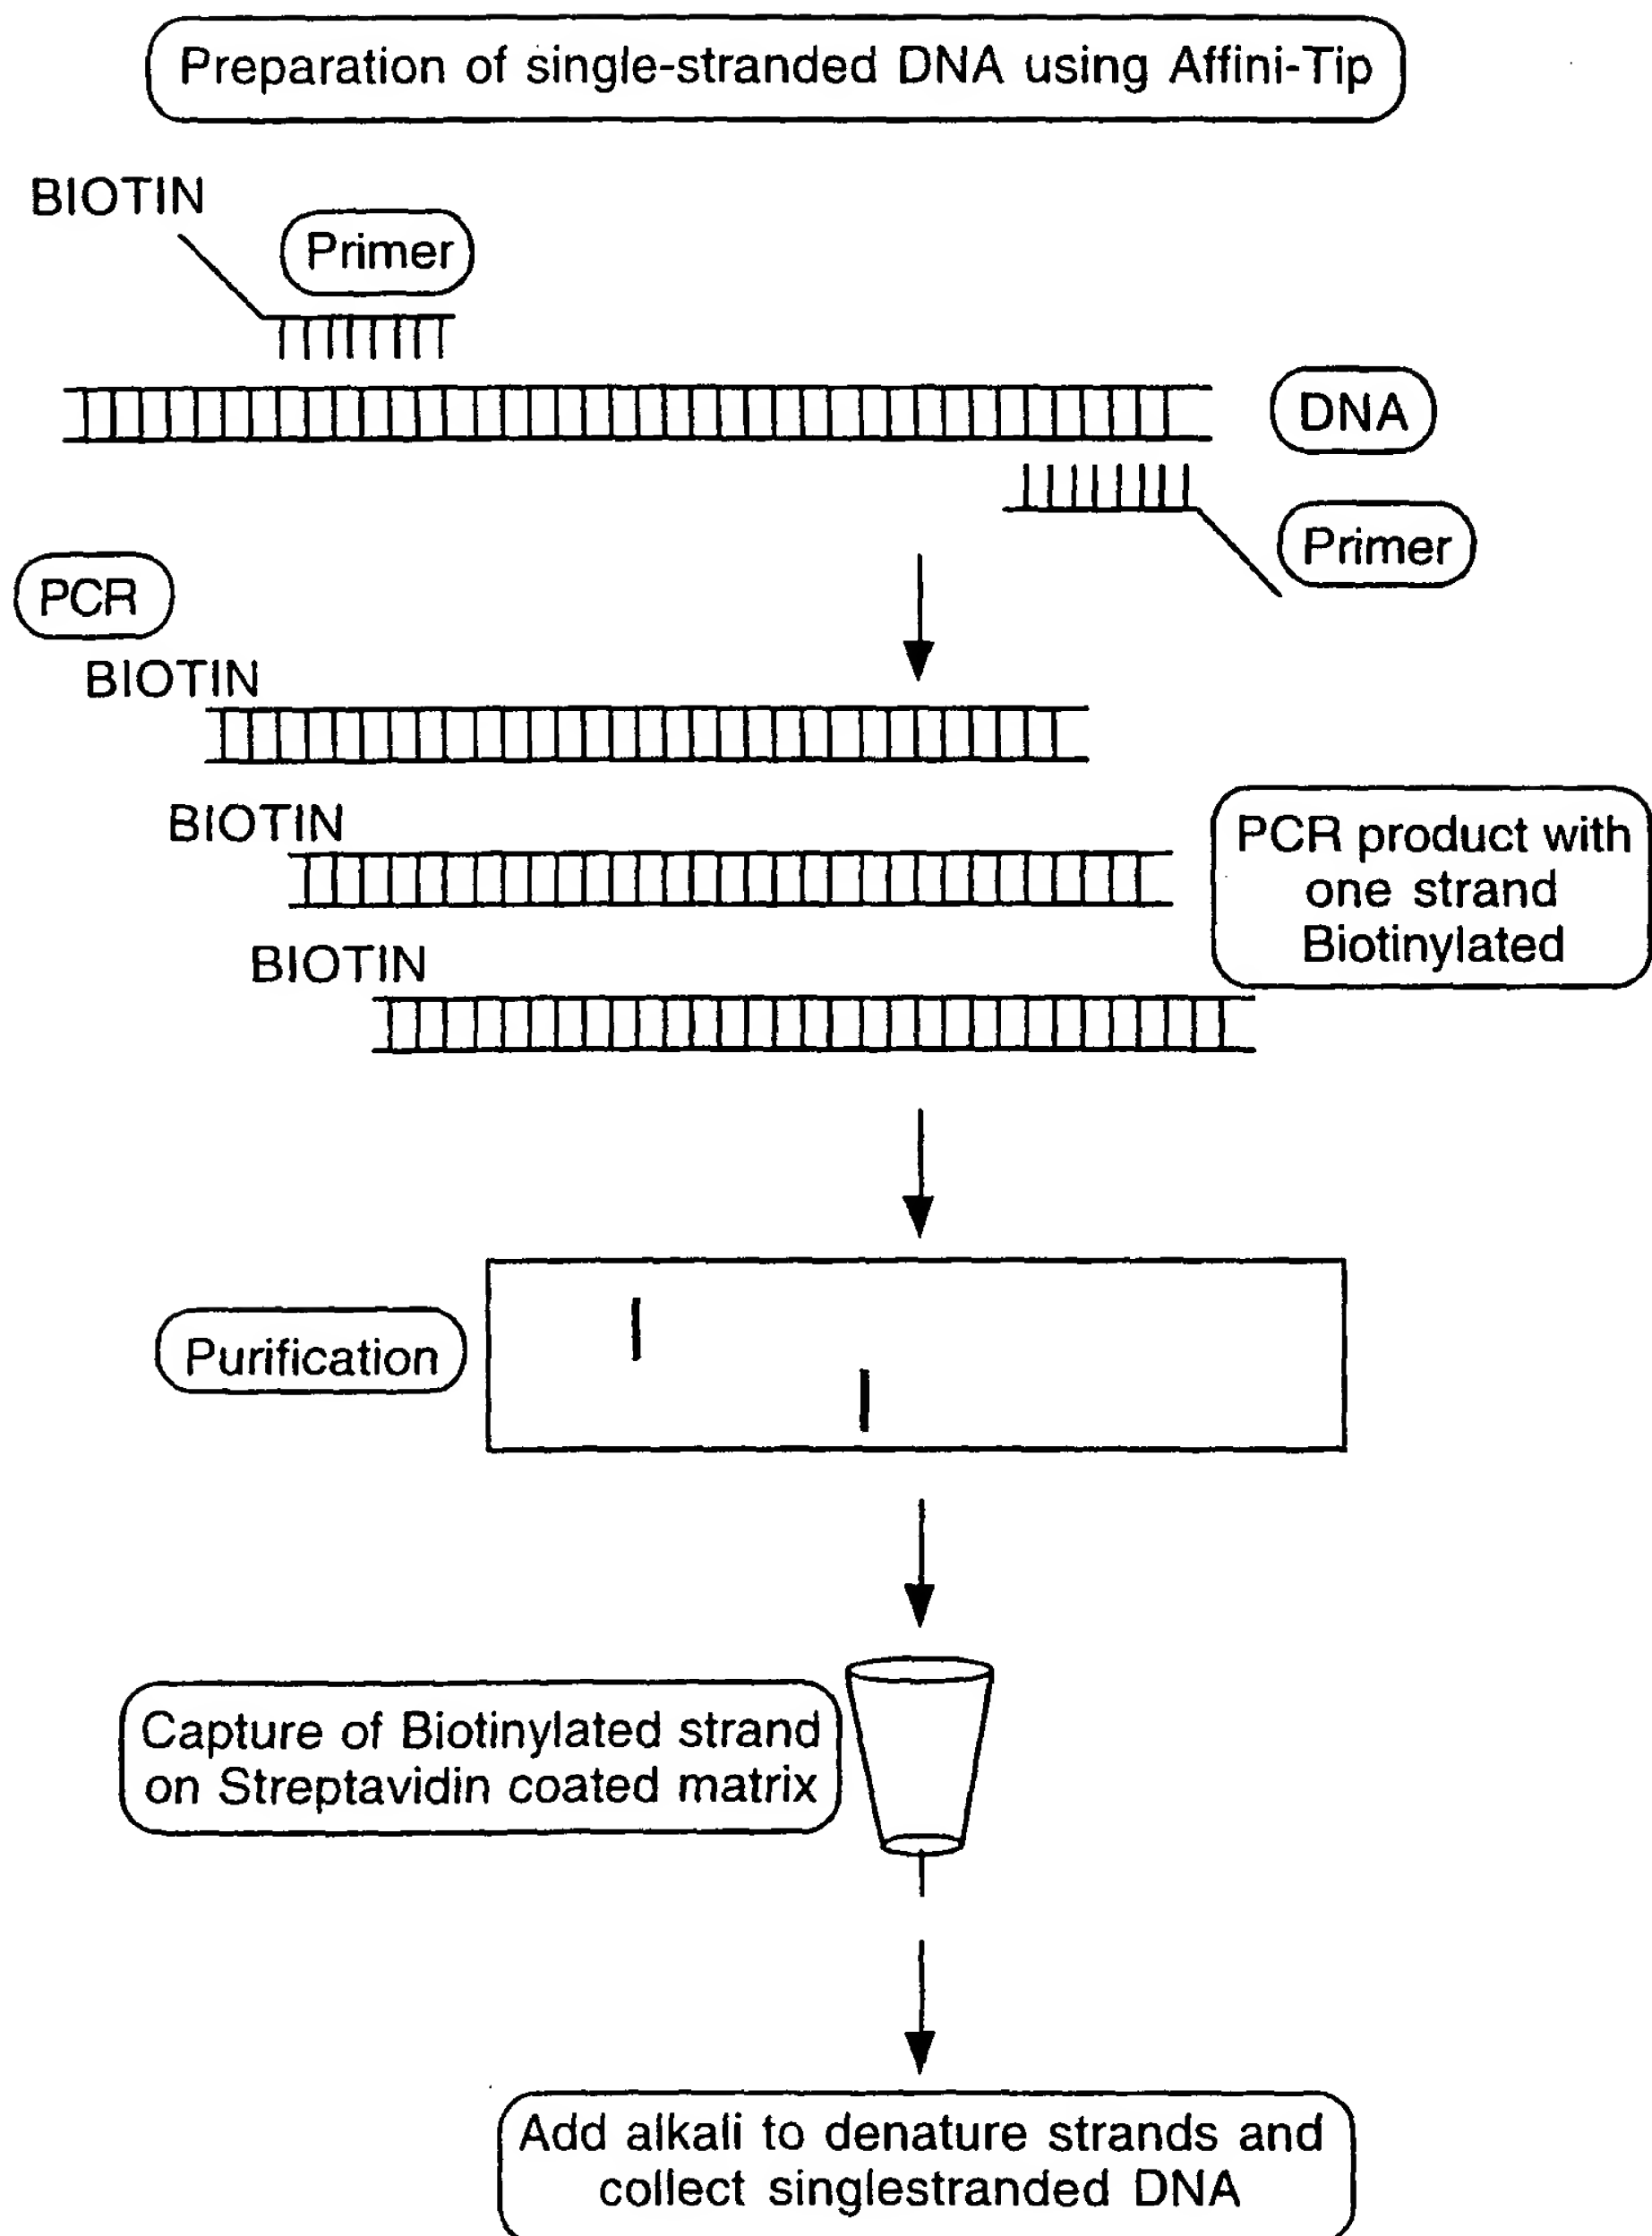 Preparation of single-stranded DNA using Affini-Tip
BIOTIN
Primer
DNA
Primer
PCR
BIOTIN
BIOTIN
PCR product with
one strand
Biotinylated
BIOTIN
Purification
Capture of Biotinylated strand
on Streptavidin coated matrix
Add alkali to denature strands and
collect singlestranded DNA